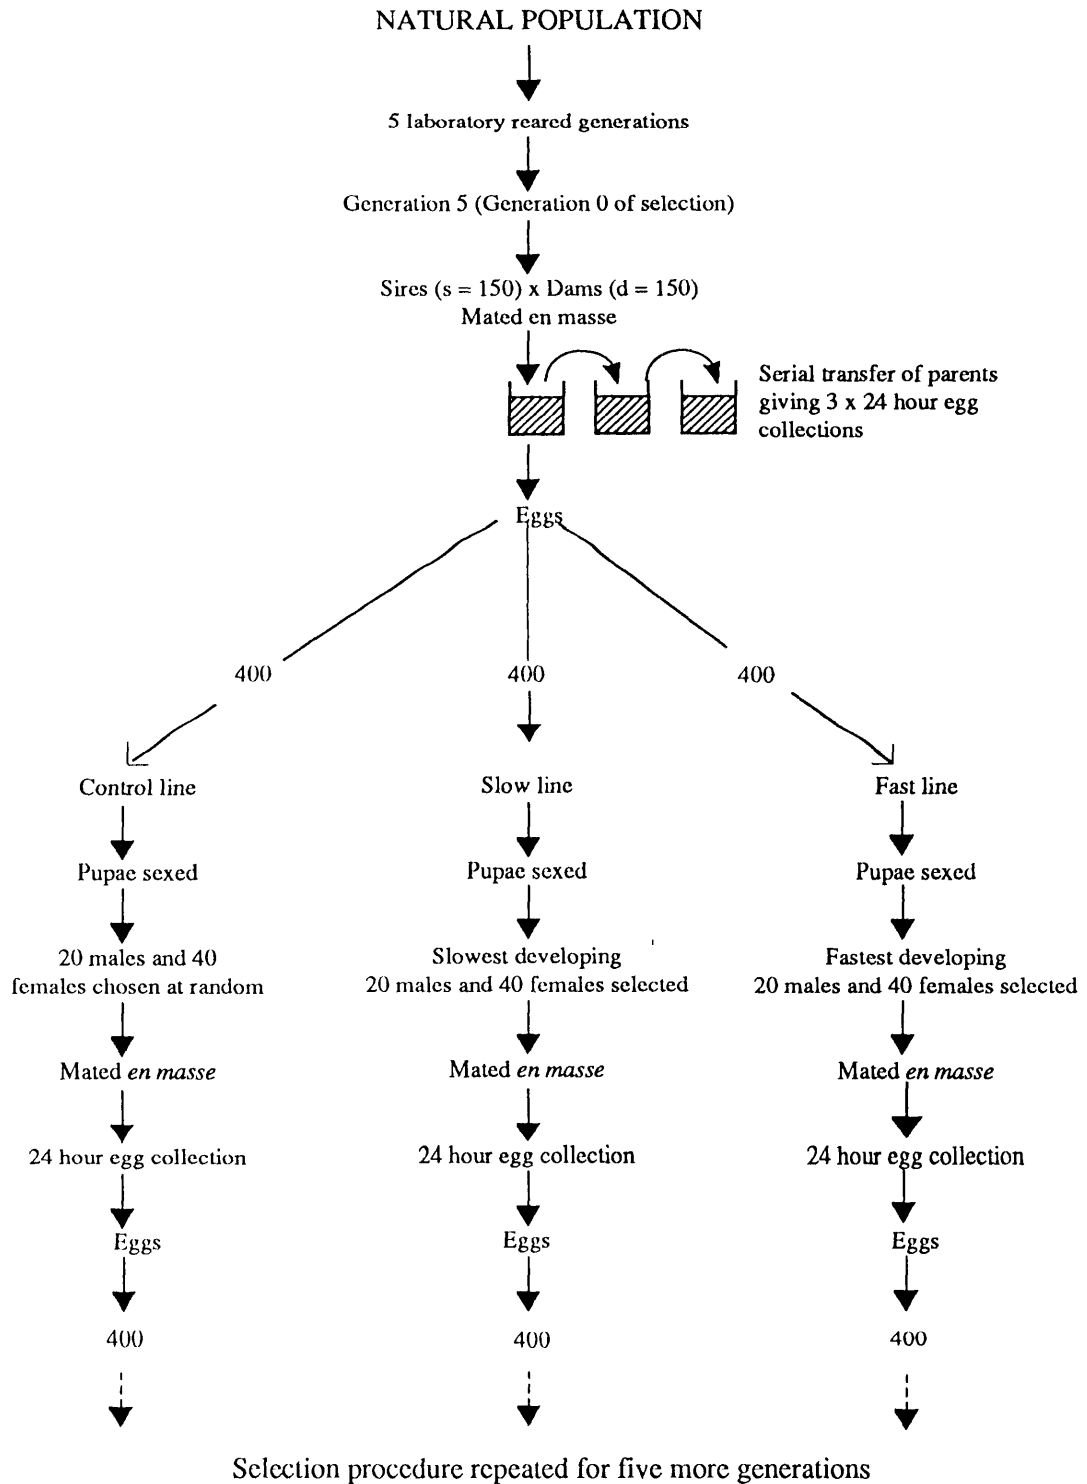 NATURAL POPULATION
5 laboratory reared generations
Generation 5 (Generation 0 of selection)
Sires (s = 150) x Dams (d = 150)
Mated en masse
Serial transfer of parents
giving 3 x 24 hour egg
collections
Eggs
400
400
400
Control line
Slow line
Fast line
Pupae sexed
Pupae sexed
Pupae sexed
20 males and 40
females chosen at random
Slowest developing
20 males and 40 females selected
Fastest developing
20 males and 40 females selected
Mated en masse
Mated en masse
Mated en masse
24 hour egg collection
24 hour egg collection
24 hour egg collection
Eggs
Eggs
Eggs
400
400
400
Selection procedure repeated for five more generations